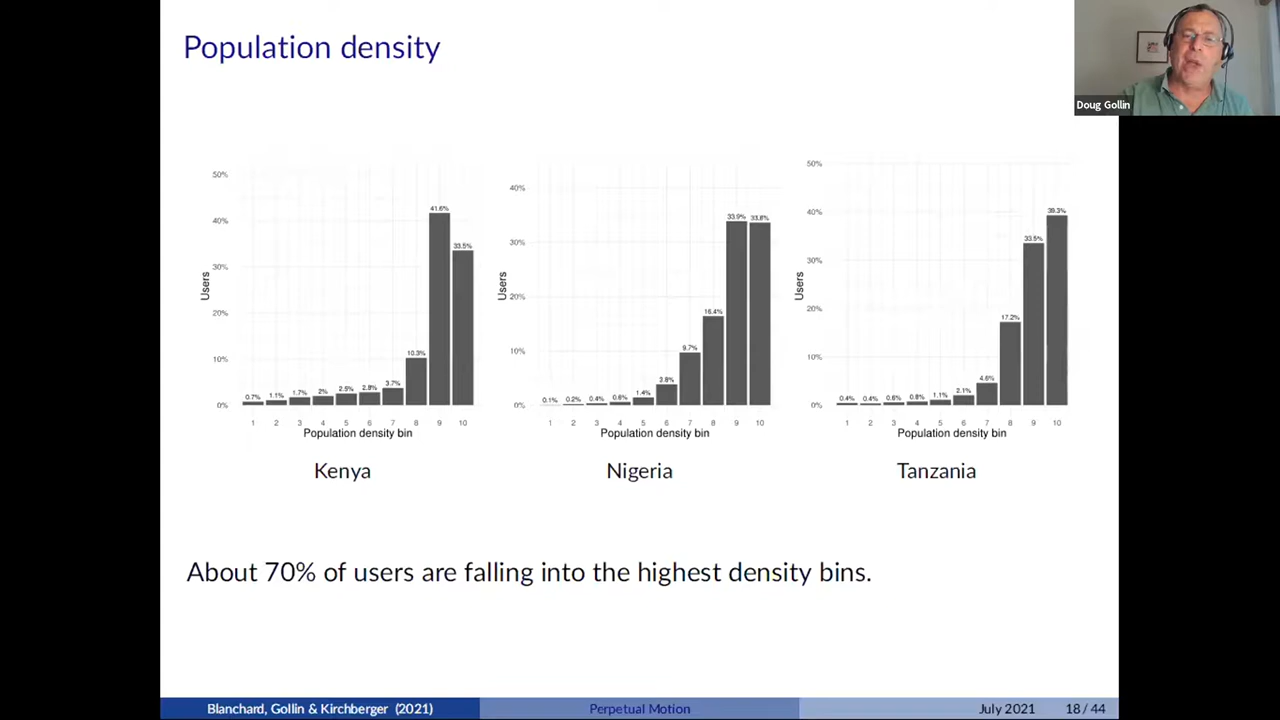 Population density
Doug Gollin
50%
40%
30%
20%
10%
0%
Users
0.7%
1.1%
1.7%
2%
2.5%
2.8%
3.7%
10.3%
41.6%
33.5%
1 2 3 4 5 6 7 8 9 10
Population density bin
Kenya
40%
30%
20%
10%
0%
Users
0.1%
0.2%
0.4%
0.6%
1.4%
3.8%
9.7%
16.4%
33.9%
33.6%
1 2 3 4 5 6 7 8 9 10
Population density bin
Nigeria
50%
40%
30%
20%
10%
0%
Users
0.4%
0.4%
0.6%
0.8%
1.1%
2.1%
4.6%
17.2%
33.5%
39.3%
1 2 3 4 5 6 7 8 9 10
Population density bin
Tanzania
About 70% of users are falling into the highest density bins.
Blanchard, Gollin & Kirchberger (2021)
Perpetual Motion
July 2021
18 / 44